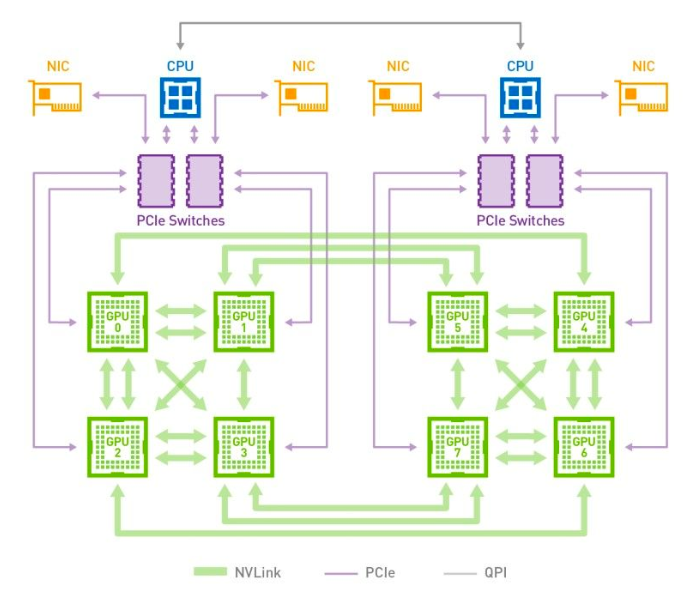 NIC
CPU
NIC
NIC
CPU
NIC
PCIe Switches
PCIe Switches
GPU
0
GPU
1
GPU
5
GPU
4
GPU
2
GPU
3
GPU
7
GPU
6
NVLink
PCIe
QPI